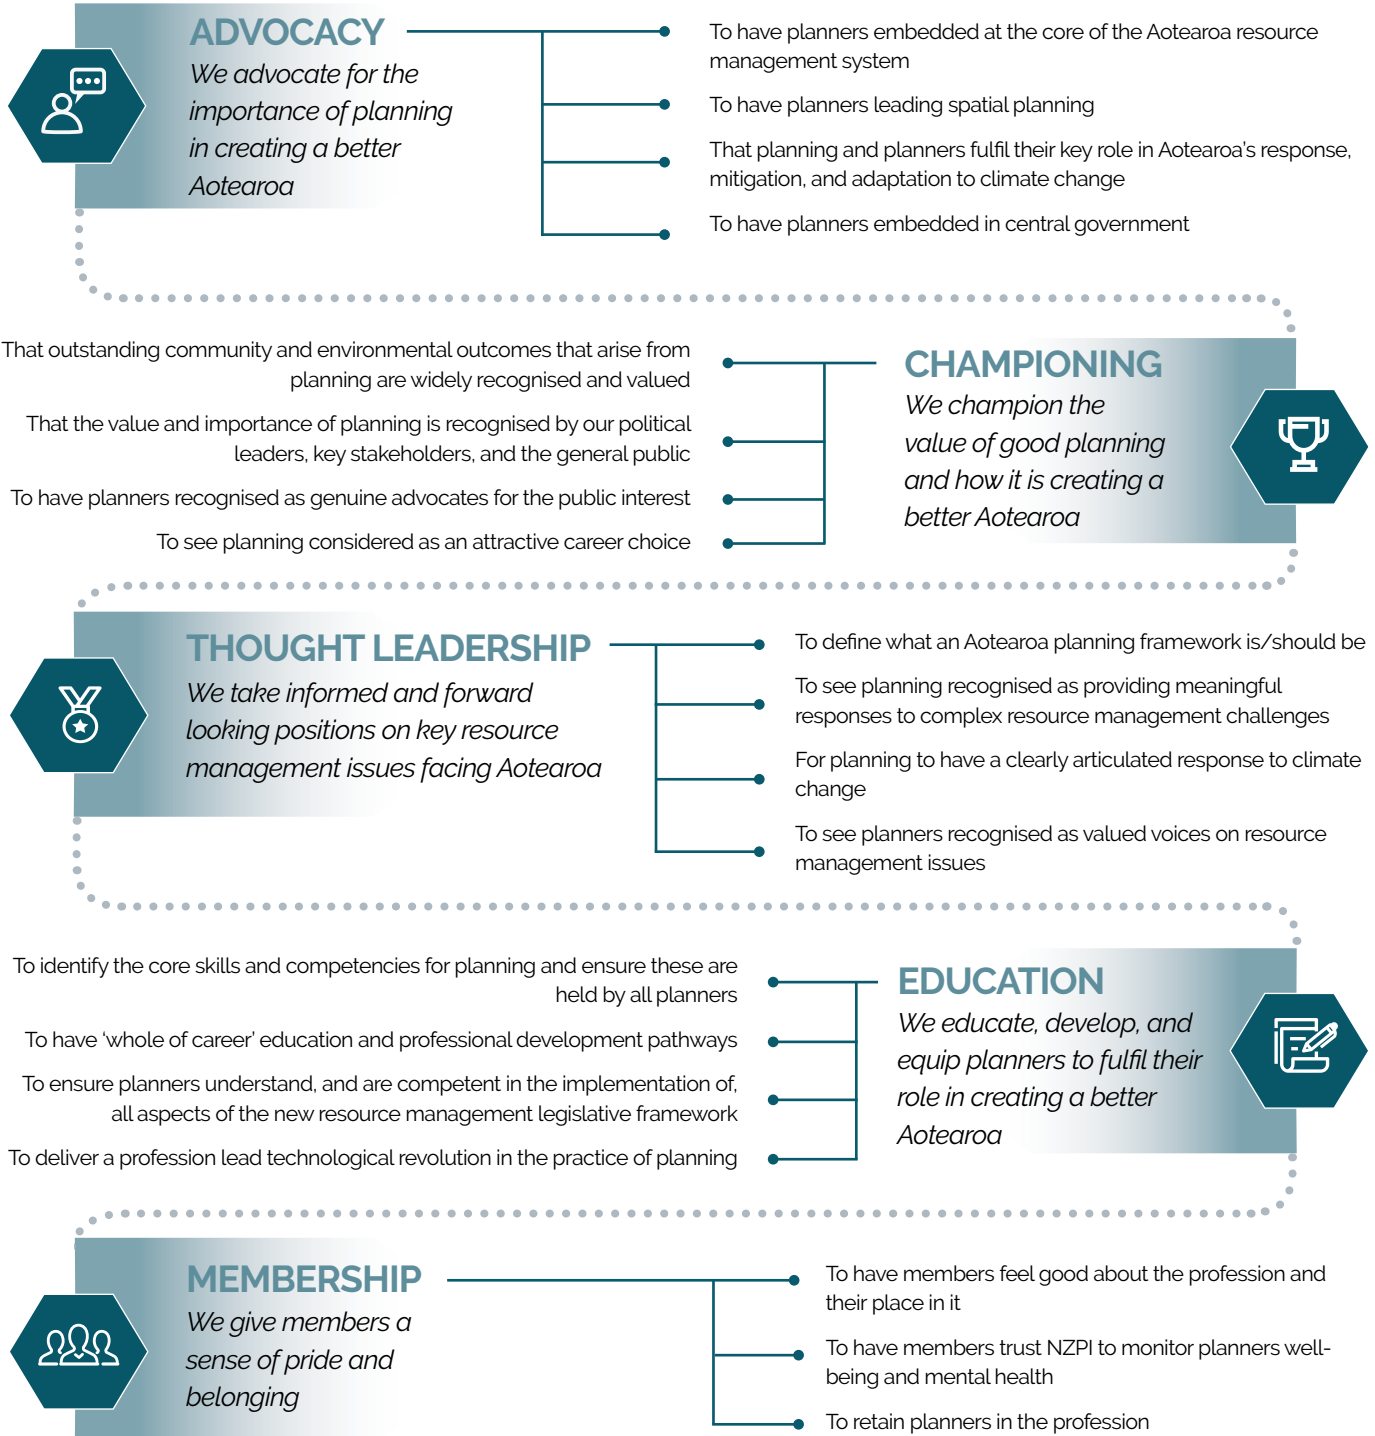 ADVOCACY
We advocate for the
importance of planning
in creating a better
Aotearoa
To have planners embedded at the core of the Aotearoa resource
management system
To have planners leading spatial planning
That planning and planners fulfil their key role in Aotearoa's response,
mitigation, and adaptation to climate change
To have planners embedded in central government
CHAMPIONING
We champion the
value of good planning
and how it is creating a
better Aotearoa
That outstanding community and environmental outcomes that arise from
planning are widely recognised and valued
That the value and importance of planning is recognised by our political
leaders, key stakeholders, and the general public
To have planners recognised as genuine advocates for the public interest
To see planning considered as an attractive career choice
THOUGHT LEADERSHIP
We take informed and forward
looking positions on key resource
management issues facing Aotearoa
To define what an Aotearoa planning framework is/should be
To see planning recognised as providing meaningful
responses to complex resource management challenges
For planning to have a clearly articulated response to climate
change
To see planners recognised as valued voices on resource
management issues
EDUCATION
We educate, develop, and
equip planners to fulfil their
role in creating a better
Aotearoa
To identify the core skills and competencies for planning and ensure these are
held by all planners
To have ‘whole of career’ education and professional development pathways
To ensure planners understand, and are competent in the implementation of,
all aspects of the new resource management legislative framework
To deliver a profession lead technological revolution in the practice of planning
MEMBERSHIP
We give members a
sense of pride and
belonging
To have members feel good about the profession and
their place in it
To have members trust NZPI to monitor planners well-
being and mental health
To retain planners in the profession